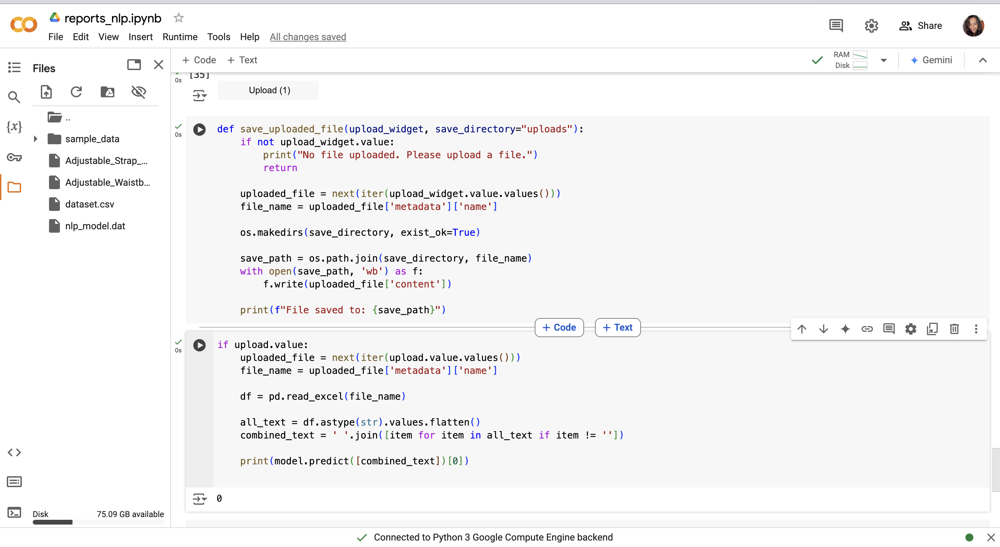 reports_nlp.ipynb
File Edit View Insert Runtime Tools Help All changes saved
Share
Files
+ Code + Text
RAM
Disk
Gemini
..
sample_data
Adjustable_Strap_...
Adjustable_Waistb...
dataset.csv
nlp_model.dat
{x}
Disk 75.09 GB available
0s
[35]
Upload (1)
0s
def save_uploaded_file(upload_widget, save_directory="uploads"):
    if not upload_widget.value:
        print("No file uploaded. Please upload a file.")
        return
    uploaded_file = next(iter(upload_widget.value.values()))
    file_name = uploaded_file['metadata']['name']
    os.makedirs(save_directory, exist_ok=True)
    save_path = os.path.join(save_directory, file_name)
    with open(save_path, 'wb') as f:
        f.write(uploaded_file['content'])
    print(f"File saved to: {save_path}")
+ Code + Text
0s
if upload.value:
    uploaded_file = next(iter(upload.value.values()))
    file_name = uploaded_file['metadata']['name']
    df = pd.read_excel(file_name)
    all_text = df.astype(str).values.flatten()
    combined_text = ' '.join([item for item in all_text if item != ''])
    print(model.predict([combined_text])[0])
0
Connected to Python 3 Google Compute Engine backend